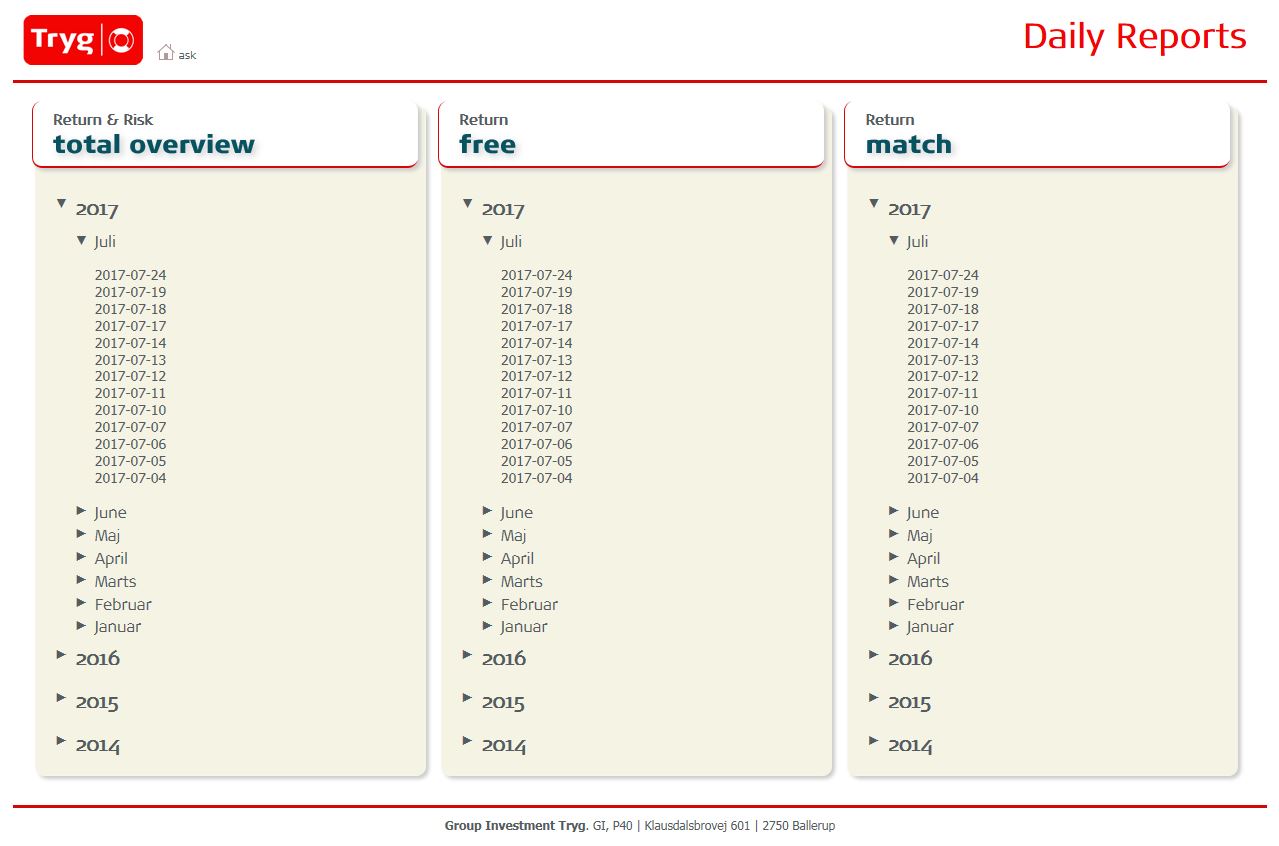 Tryg
ask
Daily Reports
Return & Risk
total overview
2017
Juli
2017-07-24
2017-07-19
2017-07-18
2017-07-17
2017-07-14
2017-07-13
2017-07-12
2017-07-11
2017-07-10
2017-07-07
2017-07-06
2017-07-05
2017-07-04
June
Maj
April
Marts
Februar
Januar
2016
2015
2014
Return
free
2017
Juli
2017-07-24
2017-07-19
2017-07-18
2017-07-17
2017-07-14
2017-07-13
2017-07-12
2017-07-11
2017-07-10
2017-07-07
2017-07-06
2017-07-05
2017-07-04
June
Maj
April
Marts
Februar
Januar
2016
2015
2014
Return
match
2017
Juli
2017-07-24
2017-07-19
2017-07-18
2017-07-17
2017-07-14
2017-07-13
2017-07-12
2017-07-11
2017-07-10
2017-07-07
2017-07-06
2017-07-05
2017-07-04
June
Maj
April
Marts
Februar
Januar
2016
2015
2014
Group Investment Tryg. GI, P40 | Klausdalsbrovej 601 | 2750 Ballerup